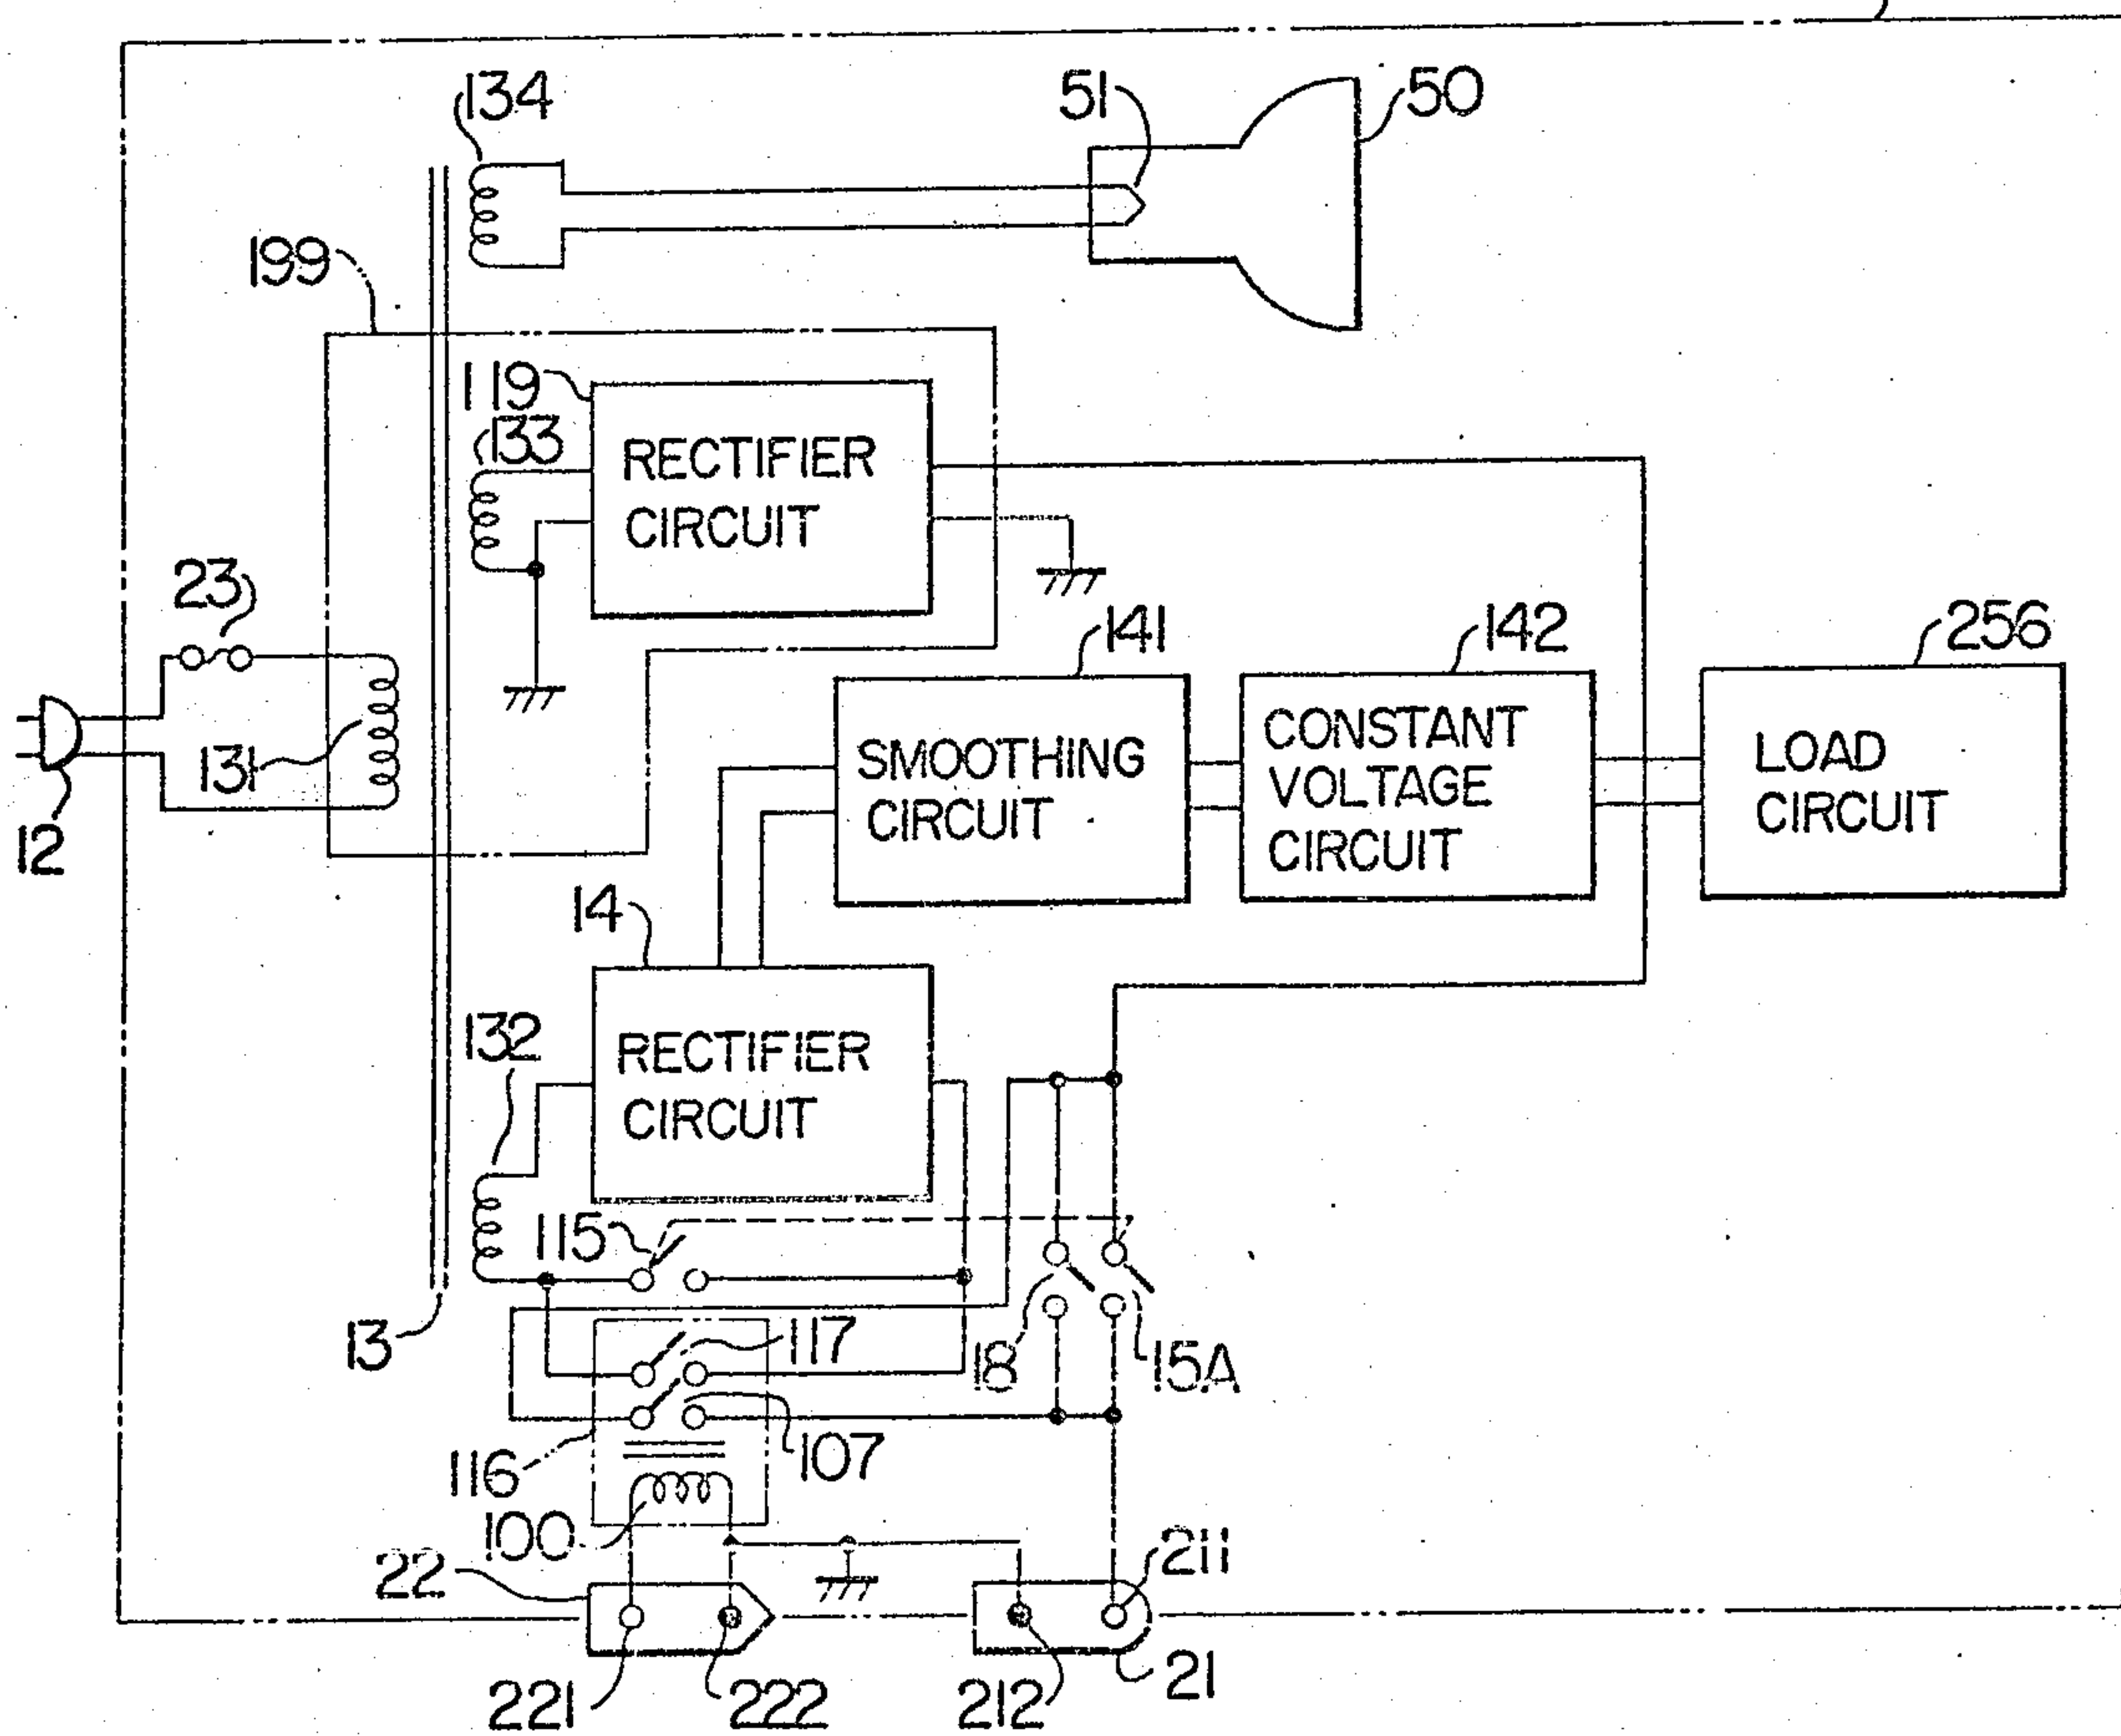 134
51
50
199
119
133
RECTIFIER
CIRCUIT
23
141
142
256
131
12
SMOOTHING
CIRCUIT
CONSTANT
VOLTAGE
CIRCUIT
LOAD
CIRCUIT
14
132
RECTIFIER
CIRCUIT
115
13
117
18
15A
116
107
100
22
211
221
222
212
21